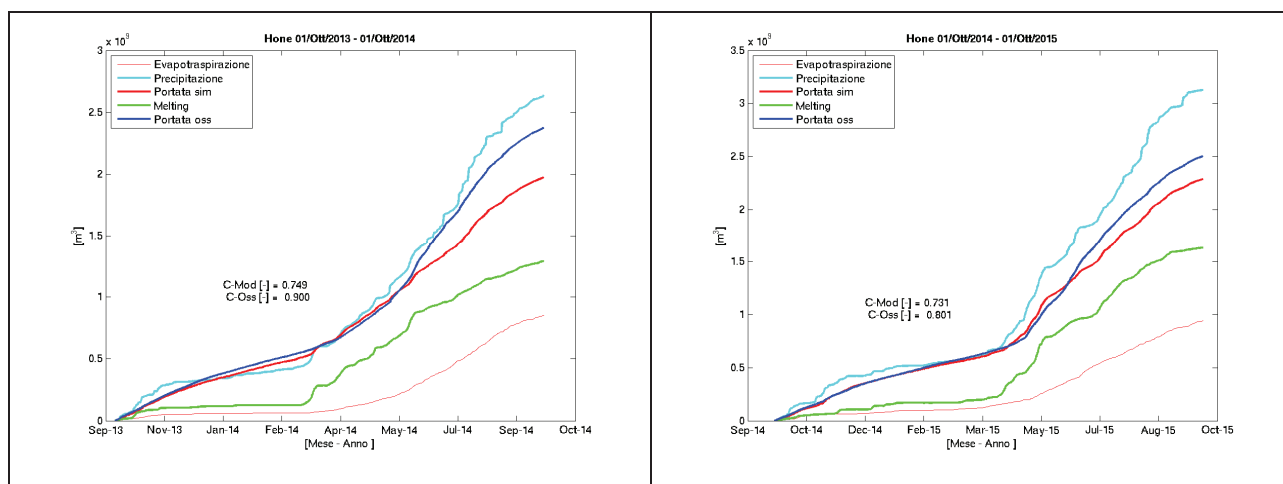 Hone 01/Ott/2013 - 01/Ott/2014
x 10⁹
Evapotraspirazione
Precipitazione
Portata sim
Melting
Portata oss
3
2.5
2
1.5
1
0.5
0
[m³]
C-Mod [-] = 0.749
C-Oss [-] = 0.900
Sep-13 Nov-13 Jan-14 Feb-14 Apr-14 May-14 Jul-14 Sep-14 Oct-14
[Mese - Anno ]
Hone 01/Ott/2014 - 01/Ott/2015
x 10⁹
Evapotraspirazione
Precipitazione
Portata sim
Melting
Portata oss
3.5
3
2.5
2
1.5
1
0.5
0
[m³]
C-Mod [-] = 0.731
C-Oss [-] = 0.801
Sep-14 Oct-14 Dec-14 Feb-15 Mar-15 May-15 Jul-15 Aug-15 Oct-15
[Mese - Anno ]